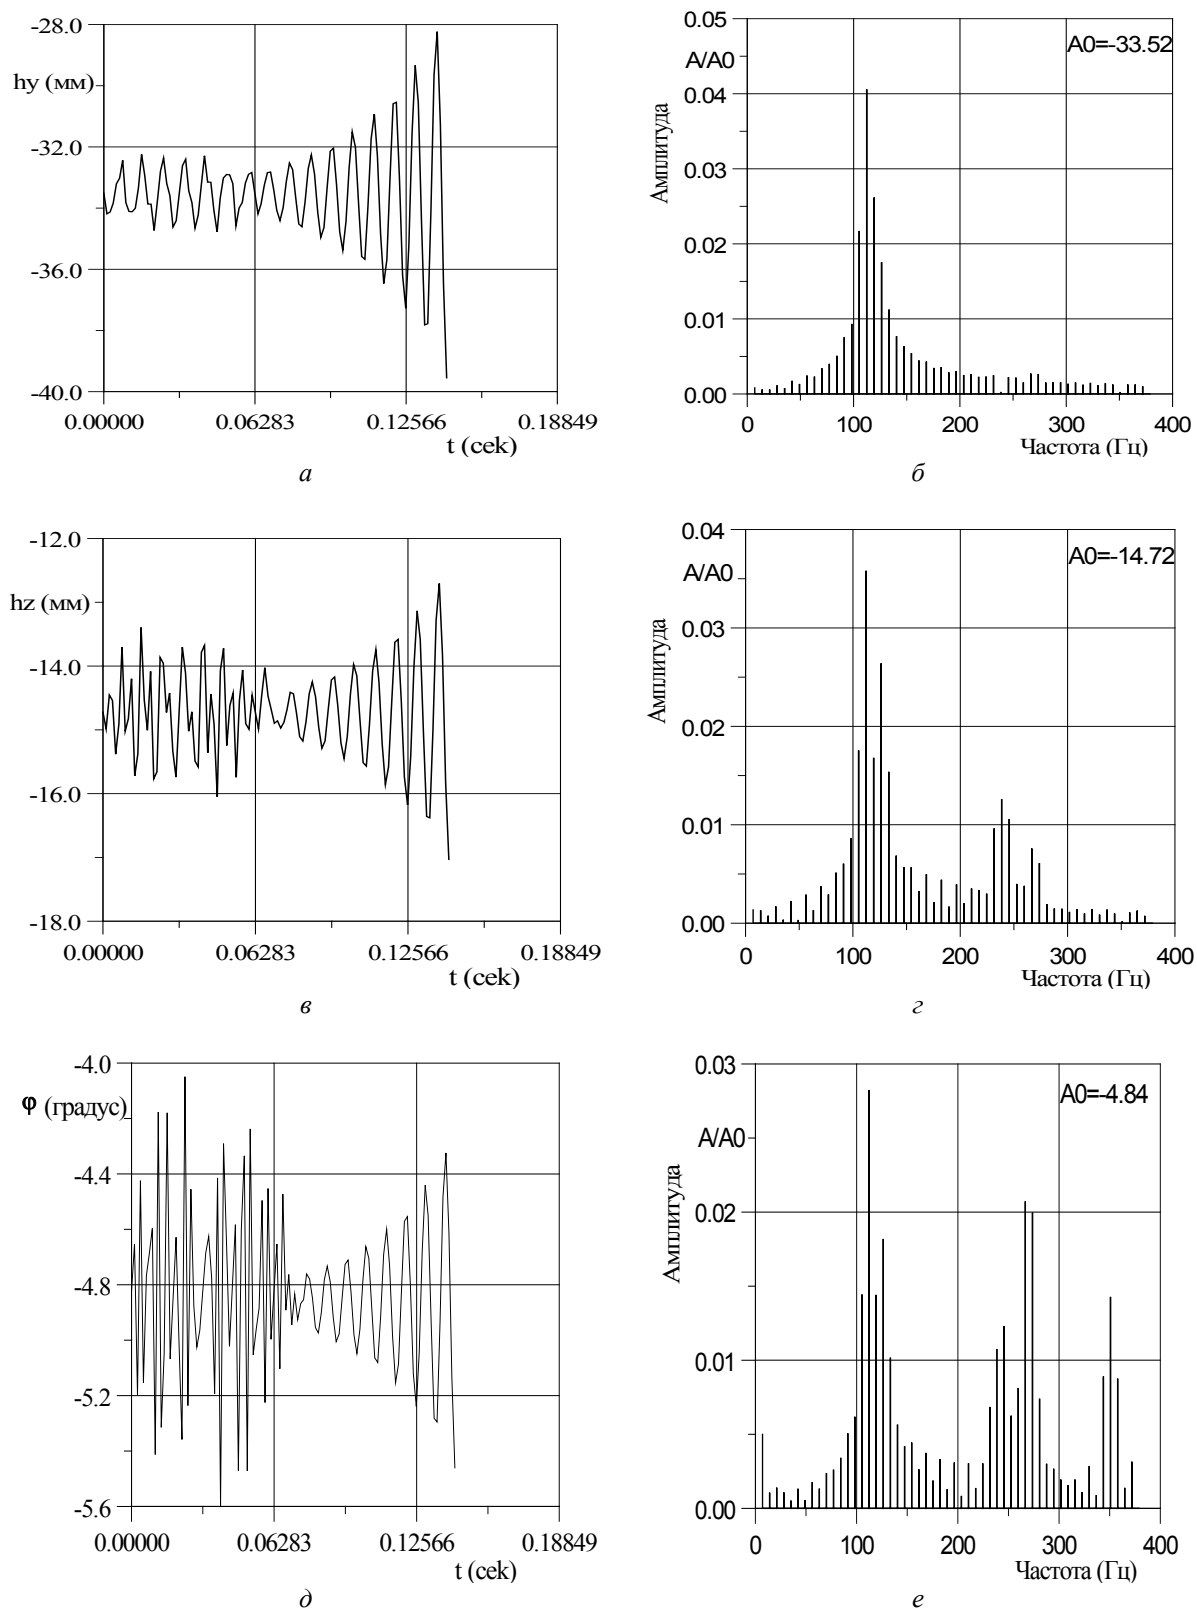 -28.0
hy (мм)
-32.0
-36.0
-40.0
0.00000 0.06283 0.12566 0.18849
t (сек)
а
0.05
A/A0
A0=-33.52
0.04
0.03
0.02
0.01
0.00
Амплитуда
0 100 200 300 400
Частота (Гц)
б
-12.0
hz (мм)
-14.0
-16.0
-18.0
0.00000 0.06283 0.12566 0.18849
t (сек)
в
0.04
A/A0
A0=-14.72
0.03
0.02
0.01
0.00
Амплитуда
0 100 200 300 400
Частота (Гц)
г
-4.0
φ (градус)
-4.4
-4.8
-5.2
-5.6
0.00000 0.06283 0.12566 0.18849
t (сек)
д
0.03
A0=-4.84
A/A0
0.02
0.01
0.00
Амплитуда
0 100 200 300 400
Частота (Гц)
е